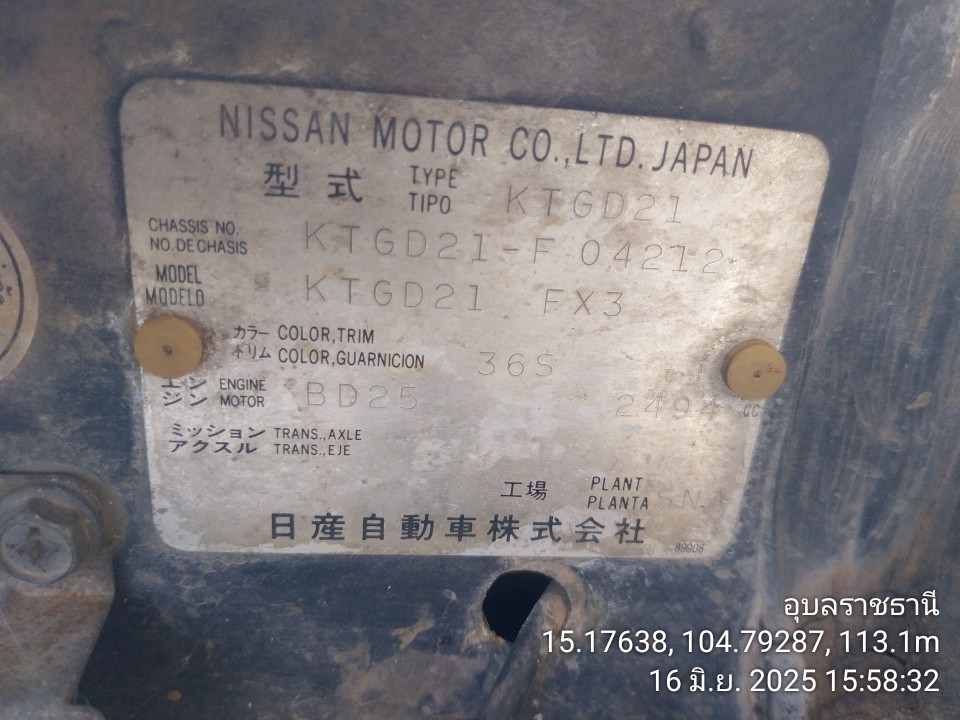 NISSAN MOTOR CO.,LTD. JAPAN
型式 TYPE TIPO KTGD21
CHASSIS NO. NO. DE CHASIS KTGD21-F 04212
MODEL MODELO KTGD21 FX3
カラー COLOR,TRIM
トリム COLOR,GUARNICION 36S
エン ENGINE
ジン MOTOR BD25 2494 CC
ミッション TRANS.,AXLE
アクスル TRANS.,EJE
工場 PLANT PLANTA
日産自動車株式会社
89908
อุบลราชธานี
15.17638, 104.79287, 113.1m
16 มิ.ย. 2025 15:58:32